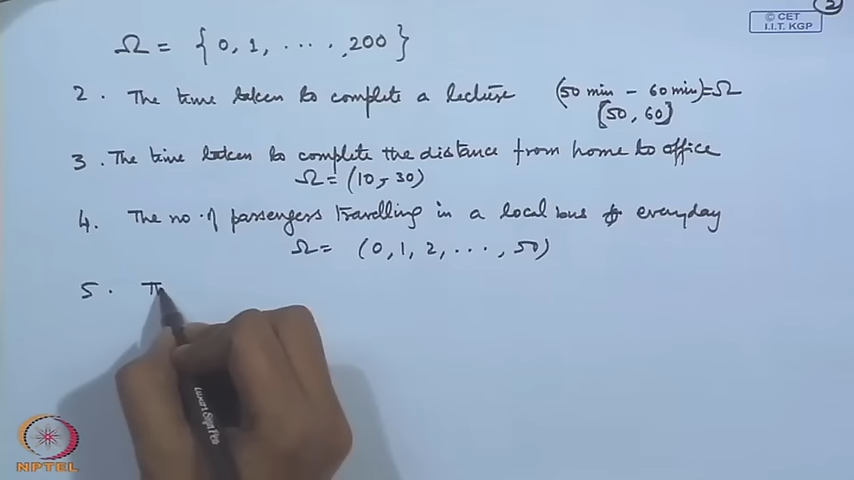 2
© CET
I.I.T. KGP
Ω = { 0, 1, ....., 200 }
2. The time taken to complete a lecture (50 min - 60 min) = Ω
[50, 60]
3. The time taken to complete the distance from home to office
Ω = (10, 30)
4. The no. of passengers travelling in a local bus everyday
Ω = (0, 1, 2, ..., 50)
5.
NPTEL